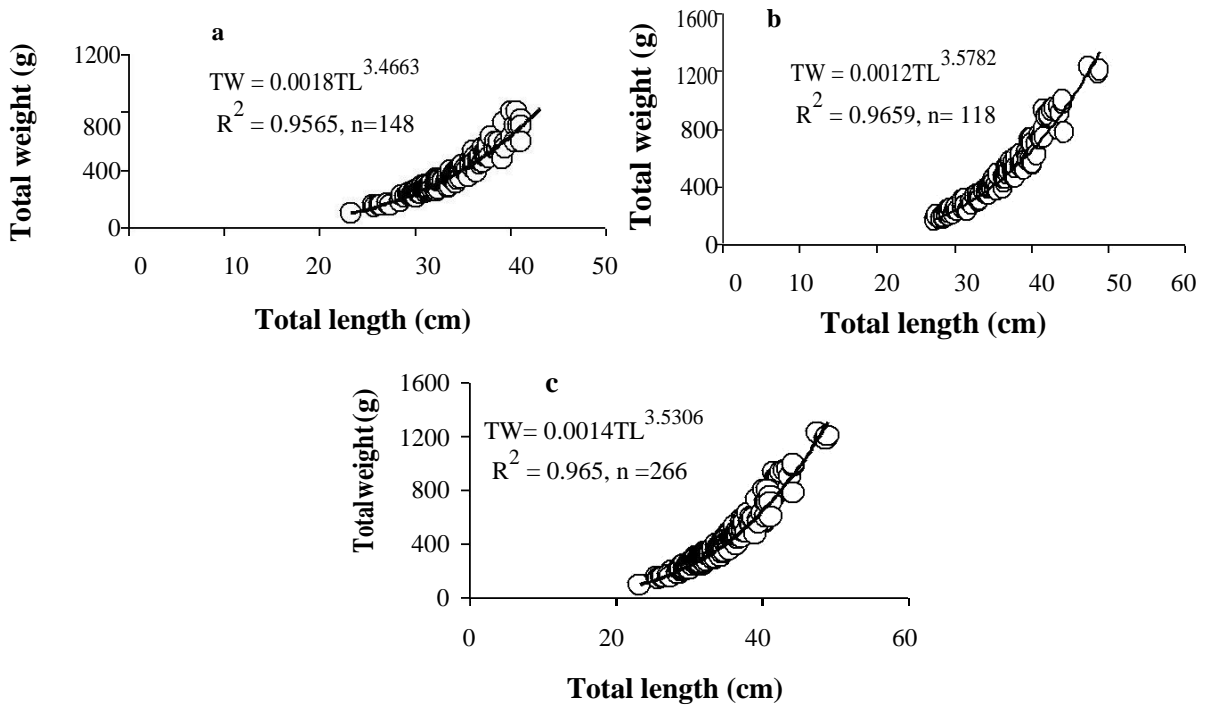 a
Total weight (g)
1200
800
400
0
TW = 0.0018TL^3.4663
R^2 = 0.9565, n=148
0 10 20 30 40 50
Total length (cm)
b
Total weight (g)
1600
1200
800
400
0
TW = 0.0012TL^3.5782
R^2 = 0.9659, n= 118
0 10 20 30 40 50 60
Total length (cm)
c
Totalweight (g)
1600
1200
800
400
0
TW= 0.0014TL^3.5306
R^2 = 0.965, n =266
0 20 40 60
Total length (cm)